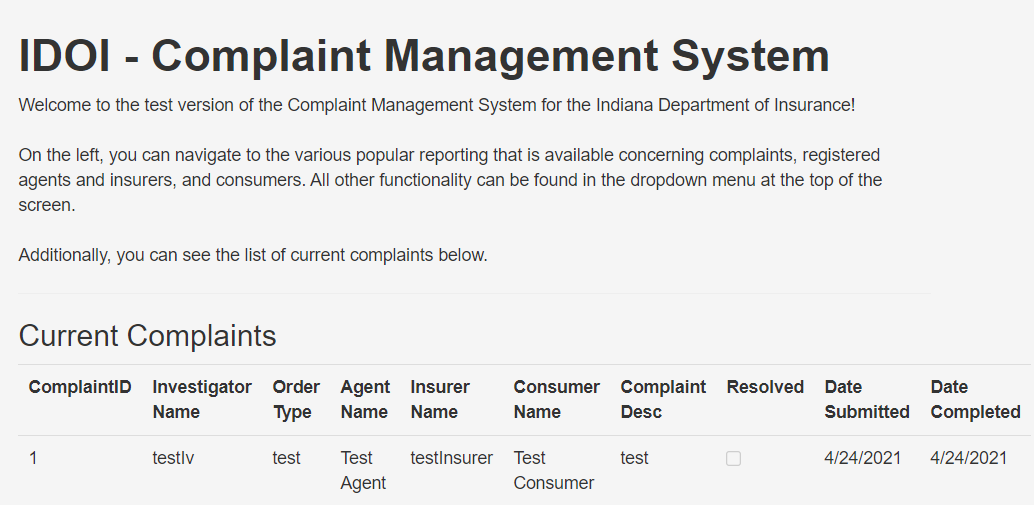 IDOI - Complaint Management System
Welcome to the test version of the Complaint Management System for the Indiana Department of Insurance!
On the left, you can navigate to the various popular reporting that is available concerning complaints, registered
agents and insurers, and consumers. All other functionality can be found in the dropdown menu at the top of the
screen.
Additionally, you can see the list of current complaints below.
Current Complaints
ComplaintID Investigator Order Agent Insurer Consumer Complaint Resolved Date Date
Name Type Name Name Name Desc Submitted Completed
1 testIv test Test testInsurer Test test 4/24/2021 4/24/2021
Agent Consumer